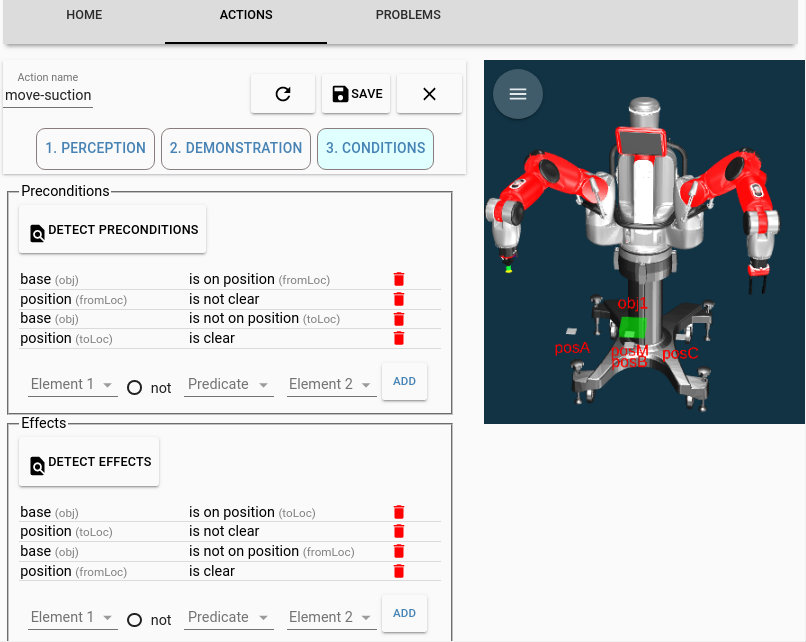 HOME ACTIONS PROBLEMS
Action name
move-suction
SAVE
1. PERCEPTION 2. DEMONSTRATION 3. CONDITIONS
Preconditions
DETECT PRECONDITIONS
base (obj) is on position (fromLoc)
position (fromLoc) is not clear
base (obj) is not on position (toLoc)
position (toLoc) is clear
Element 1 not Predicate Element 2 ADD
Effects
DETECT EFFECTS
base (obj) is on position (toLoc)
position (toLoc) is not clear
base (obj) is not on position (fromLoc)
position (fromLoc) is clear
Element 1 not Predicate Element 2 ADD
obj1
posA posM posC
posB